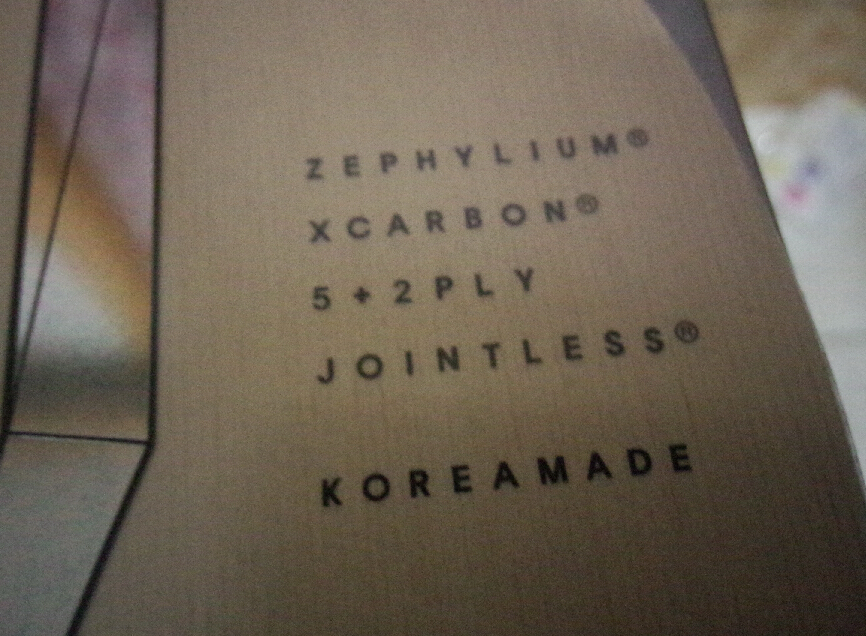 ZEPHYLIUM®
XCARBON®
5+2PLY
JOINTLESS®
KOREAMADE